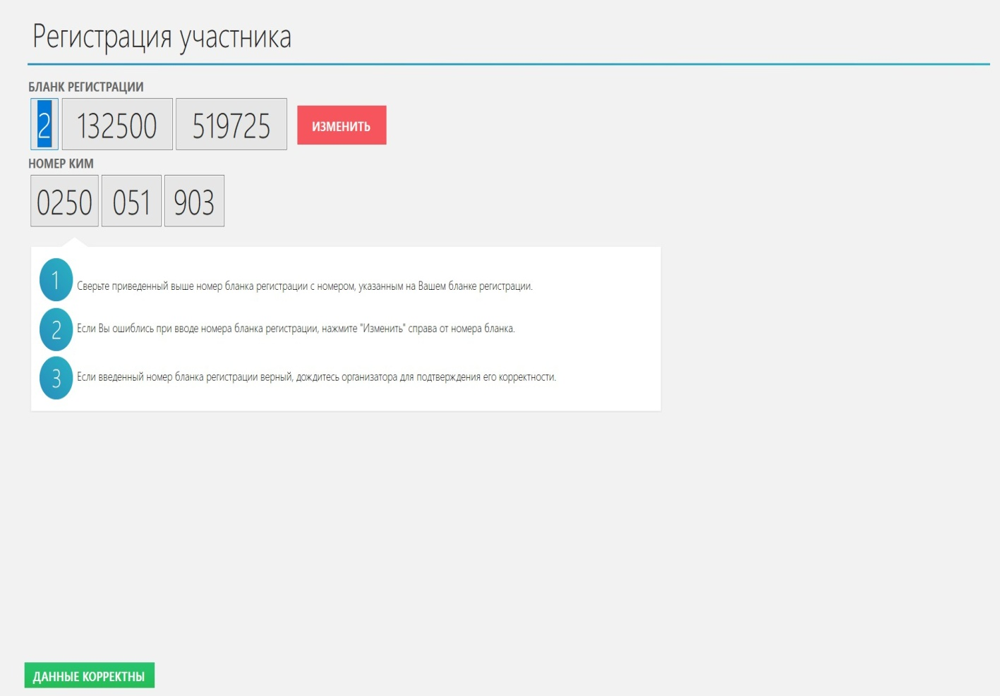 Регистрация участника
БЛАНК РЕГИСТРАЦИИ
2 132500 519725 ИЗМЕНИТЬ
НОМЕР КИМ
0250 051 903
1 Сверьте приведенный выше номер бланка регистрации с номером, указанным на Вашем бланке регистрации.
2 Если Вы ошиблись при вводе номера бланка регистрации, нажмите "Изменить" справа от номера бланка.
3 Если введенный номер бланка регистрации верный, дождитесь организатора для подтверждения его корректности.
ДАННЫЕ КОРРЕКТНЫ